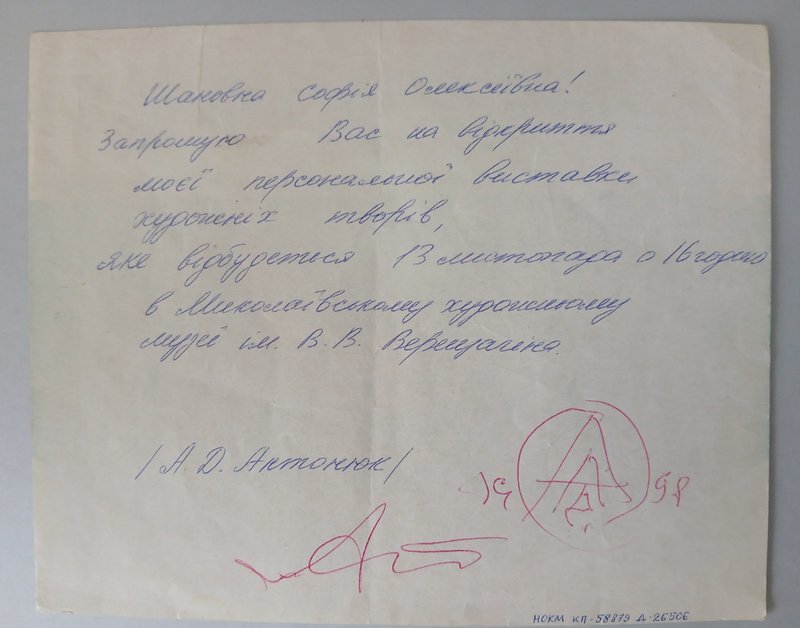 Шановна Софія Олексіївна!
Запрошую Вас на відкриття
моєї персональної виставки
художніх творів,
яке відбудеться 13 листопада о 16 годині
в Миколаївському художньому
музеї ім. В. В. Верещагіна.
/ А. Д. Антонюк /
19 98
НОКМ КП-58879 Д-26506